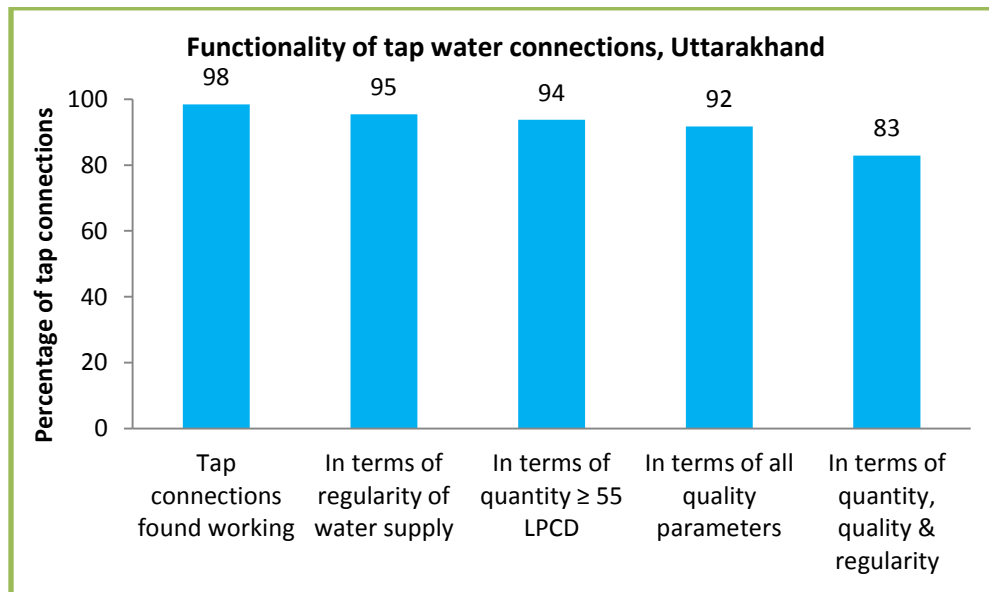 Functionality of tap water connections, Uttarakhand
98
95
94
92
83
Percentage of tap connections
100
80
60
40
20
0
Tap
connections
found working
In terms of
regularity of
water supply
In terms of
quantity ≥ 55
LPCD
In terms of all
quality
parameters
In terms of
quantity,
quality &
regularity